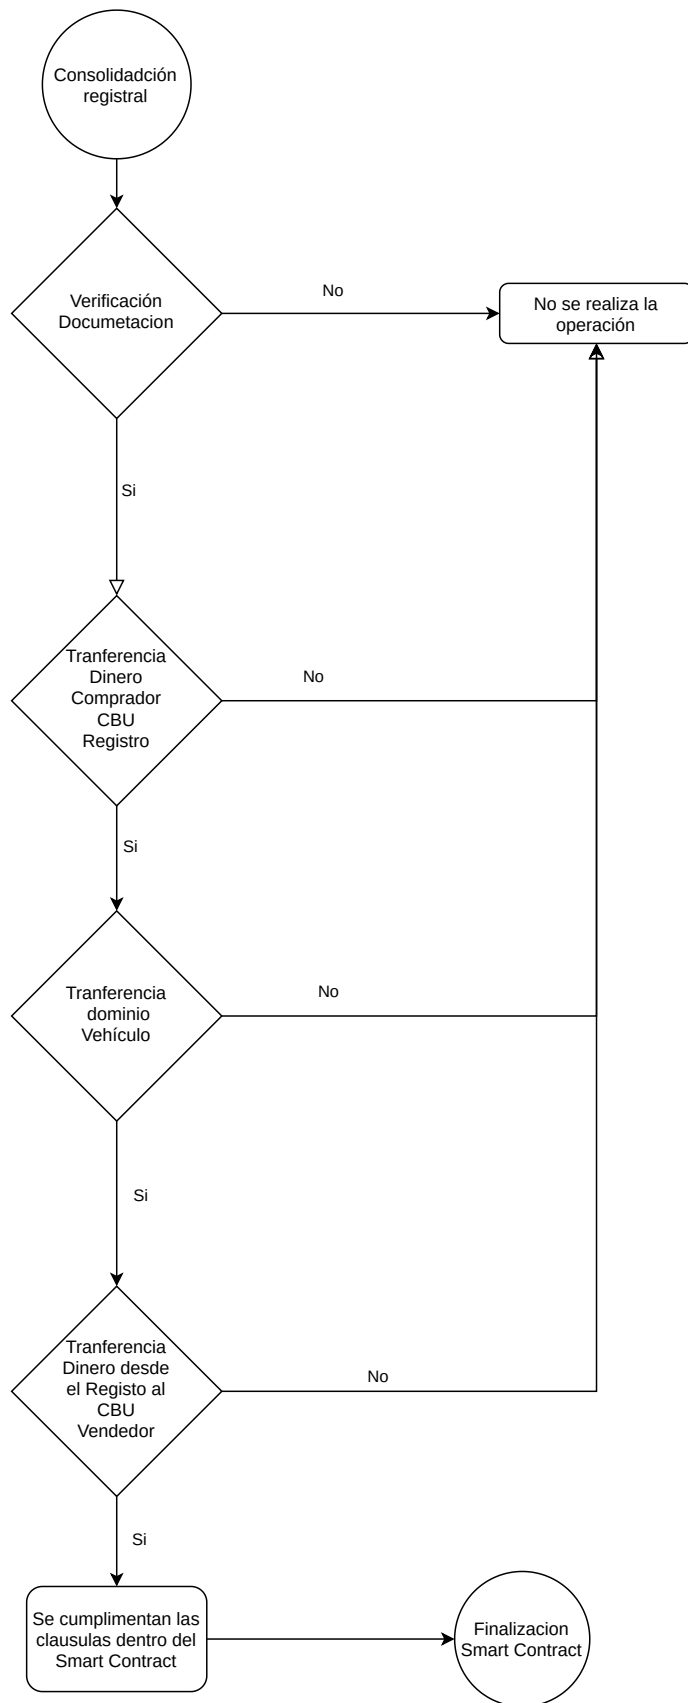 Consolidadción
registral
Verificación
Documetacion
No
No se realiza la
operación
Si
Tranferencia
Dinero
Comprador
CBU
Registro
No
Si
Tranferencia
dominio
Vehículo
No
Si
Tranferencia
Dinero desde
el Registo al
CBU
Vendedor
No
Si
Se cumplimentan las
clausulas dentro del
Smart Contract
Finalizacion
Smart Contract